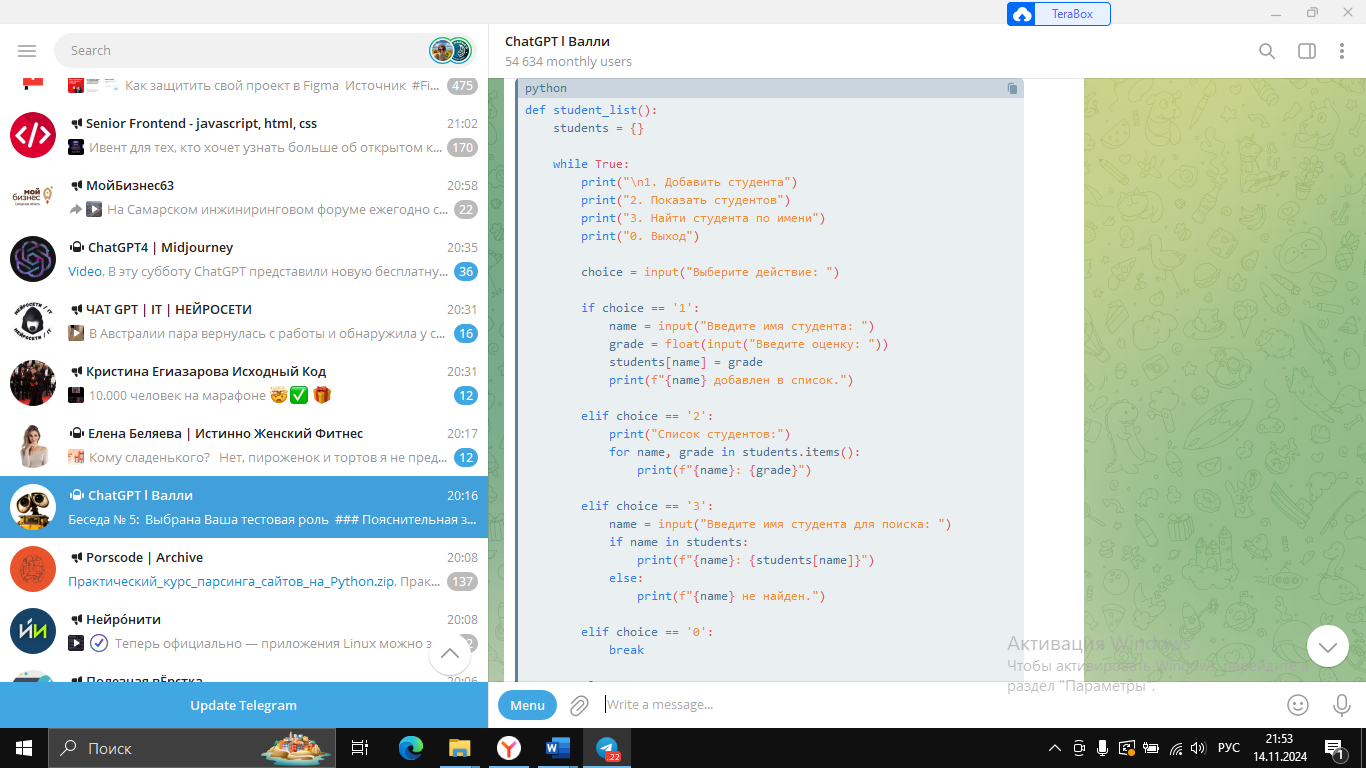 TeraBox
Search
Как защитить свой проект в Figma Источник #Fi...
475
Senior Frontend - javascript, html, css
21:02
Ивент для тех, кто хочет узнать больше об открытом к...
170
МойБизнес63
20:58
На Самарском инжиниринговом форуме ежегодно с...
22
ChatGPT4 | Midjourney
20:35
Video, В эту субботу ChatGPT представили новую бесплатну...
36
ЧАТ GPT | IT | НЕЙРОСЕТИ
20:31
В Австралии пара вернулась с работы и обнаружила у с...
16
Кристина Егиазарова Исходный Код
20:31
10.000 человек на марафоне 🤯✅🎁
12
Елена Беляева | Истинно Женский Фитнес
20:17
Кому сладенького? Нет, пироженок и тортов я не пред...
12
ChatGPT l Валли
20:16
Беседа № 5: Выбрана Ваша тестовая роль ### Пояснительная з...
Porscode | Archive
20:08
Практический_курс_парсинга_сайтов_на_Python.zip, Прак...
137
Нейро́нити
20:08
Теперь официально — приложения Linux можно з
Полезная вЁрстка
20:06
Update Telegram
ChatGPT l Валли
54 634 monthly users
python
def student_list():
    students = {}
    while True:
        print("\n1. Добавить студента")
        print("2. Показать студентов")
        print("3. Найти студента по имени")
        print("0. Выход")
        choice = input("Выберите действие: ")
        if choice == '1':
            name = input("Введите имя студента: ")
            grade = float(input("Введите оценку: "))
            students[name] = grade
            print(f"{name} добавлен в список.")
        elif choice == '2':
            print("Список студентов:")
            for name, grade in students.items():
                print(f"{name}: {grade}")
        elif choice == '3':
            name = input("Введите имя студента для поиска: ")
            if name in students:
                print(f"{name}: {students[name]}")
            else:
                print(f"{name} не найден.")
        elif choice == '0':
            break
Активация Windows
Чтобы активировать Windows, перейдите в
раздел "Параметры".
Menu
Write a message...
Поиск
.22
РУС
21:53
14.11.2024
1